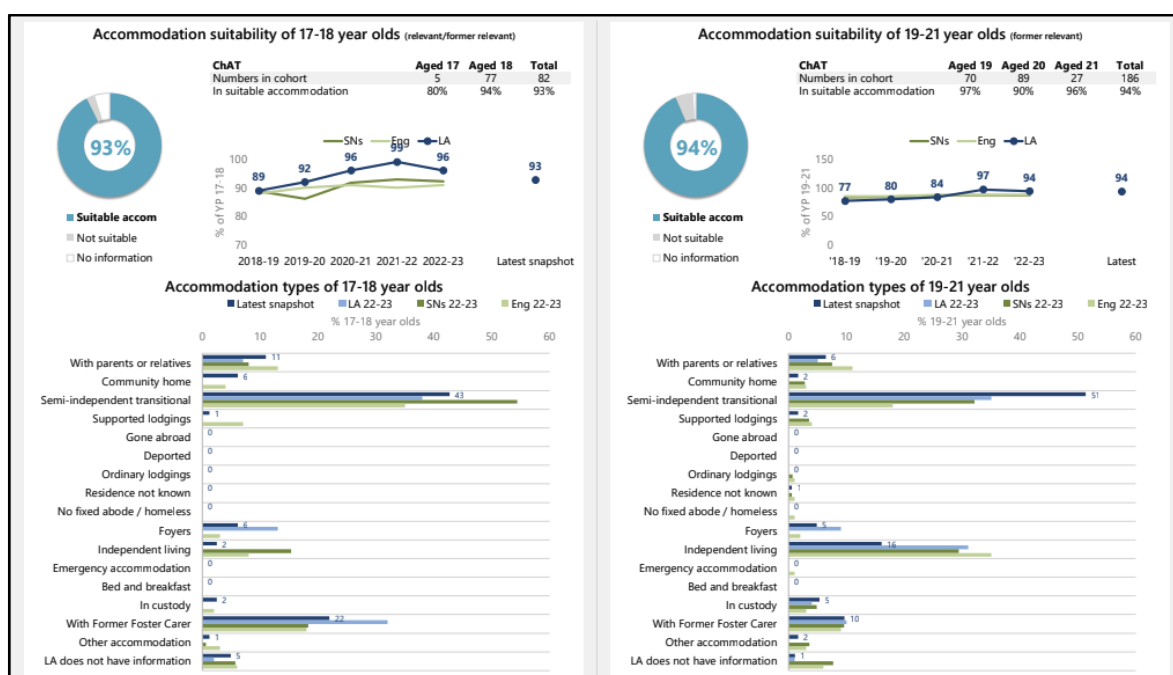 Accommodation suitability of 17-18 year olds (relevant/former relevant)
ChAT Aged 17 Aged 18 Total
Numbers in cohort 5 77 82
In suitable accommodation 80% 94% 93%
93%
Suitable accom
Not suitable
No information
SNs Eng LA
% of YP 17-18
100
90
80
70
89 92 96 99 96 93
2018-19 2019-20 2020-21 2021-22 2022-23 Latest snapshot
Accommodation types of 17-18 year olds
Latest snapshot LA 22-23 SNs 22-23 Eng 22-23
% 17-18 year olds
0 10 20 30 40 50 60
With parents or relatives 11
Community home 6
Semi-independent transitional 43
Supported lodgings 1
Gone abroad 0
Deported 0
Ordinary lodgings 0
Residence not known 0
No fixed abode / homeless 0
Foyers 6
Independent living 2
Emergency accommodation 0
Bed and breakfast 0
In custody 2
With Former Foster Carer 22
Other accommodation 1
LA does not have information 5
Accommodation suitability of 19-21 year olds (former relevant)
ChAT Aged 19 Aged 20 Aged 21 Total
Numbers in cohort 70 89 27 186
In suitable accommodation 97% 90% 96% 94%
94%
Suitable accom
Not suitable
No information
SNs Eng LA
% of YP 19-21
150
100
50
0
77 80 84 97 94 94
'18-19 '19-20 '20-21 '21-22 '22-23 Latest
Accommodation types of 19-21 year olds
Latest snapshot LA 22-23 SNs 22-23 Eng 22-23
% 19-21 year olds
0 10 20 30 40 50 60
With parents or relatives 6
Community home 2
Semi-independent transitional 51
Supported lodgings 2
Gone abroad 0
Deported 0
Ordinary lodgings 0
Residence not known 1
No fixed abode / homeless 0
Foyers 5
Independent living 16
Emergency accommodation 0
Bed and breakfast 0
In custody 5
With Former Foster Carer 10
Other accommodation 2
LA does not have information 1